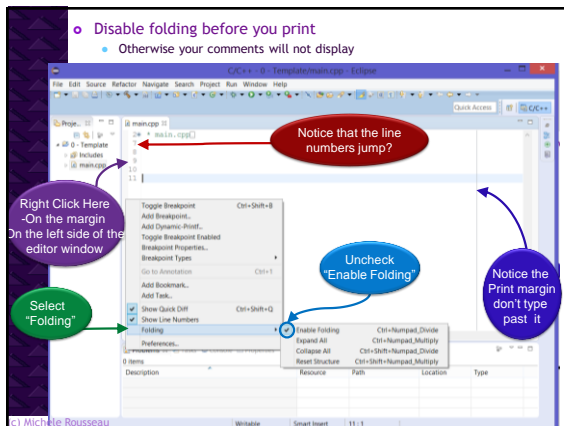 Disable folding before you print
Otherwise your comments will not display
C/C++ - 0 - Template/main.cpp - Eclipse
File Edit Source Refactor Navigate Search Project Run Window Help
Quick Access
C/C++
Proje...
main.cpp
2 * main.cpp
7
8
9
10
11
0 - Template
Includes
main.cpp
Notice that the line
numbers jump?
Right Click Here
-On the margin
On the left side of the
editor window
Toggle Breakpoint Ctrl+Shift+B
Add Breakpoint...
Add Dynamic-Printf...
Toggle Breakpoint Enabled
Breakpoint Properties...
Breakpoint Types
Go to Annotation Ctrl+1
Add Bookmark...
Add Task...
Show Quick Diff Ctrl+Shift+Q
Show Line Numbers
Folding
Preferences...
Uncheck
“Enable Folding”
Notice the
Print margin
don’t type
past it
Select
“Folding”
Enable Folding Ctrl+Numpad_Divide
Expand All Ctrl+Numpad_Multiply
Collapse All Ctrl+Shift+Numpad_Divide
Reset Structure Ctrl+Shift+Numpad_Multiply
0 items
Description Resource Path Location Type
Writable Smart Insert 11 : 1
c) Michele Rousseau